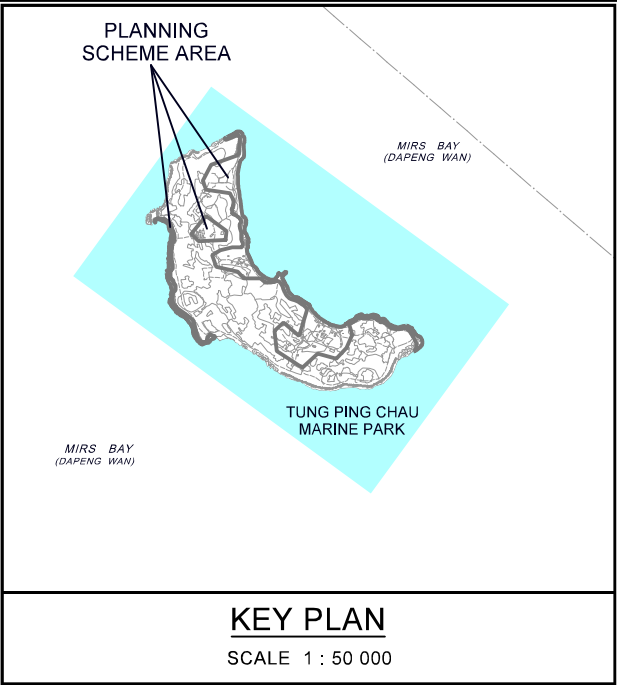 PLANNING
SCHEME AREA
MIRS BAY
(DAPENG WAN)
TUNG PING CHAU
MARINE PARK
MIRS BAY
(DAPENG WAN)
KEY PLAN
SCALE 1 : 50 000